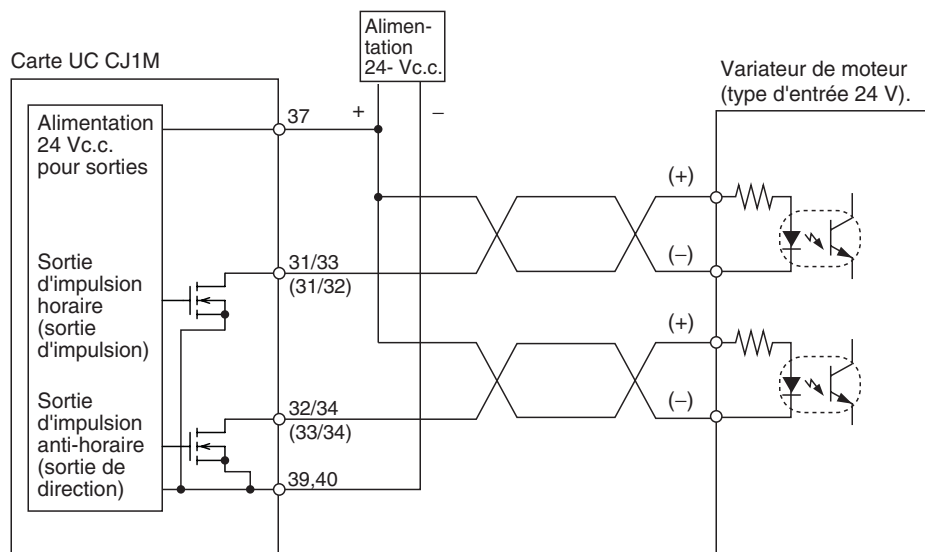 Alimen-
tation
24- Vc.c.
Carte UC CJ1M
Variateur de moteur
(type d'entrée 24 V).
Alimentation
24 Vc.c.
pour sorties
37
+
–
(+)
(–)
Sortie
d'impulsion
horaire
(sortie
d'impulsion)
31/33
(31/32)
(+)
(–)
Sortie
d'impulsion
anti-horaire
(sortie de
direction)
32/34
(33/34)
39,40